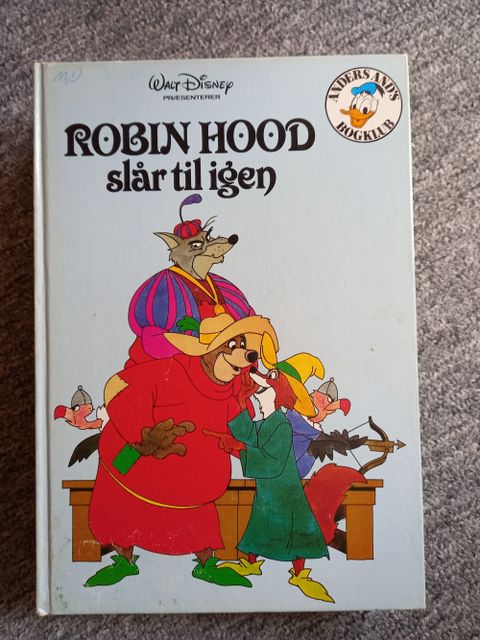 WALT DISNEY
PRÆSENTERER
ANDERS AND'S
BOGKLUB
ROBIN HOOD
slår til igen